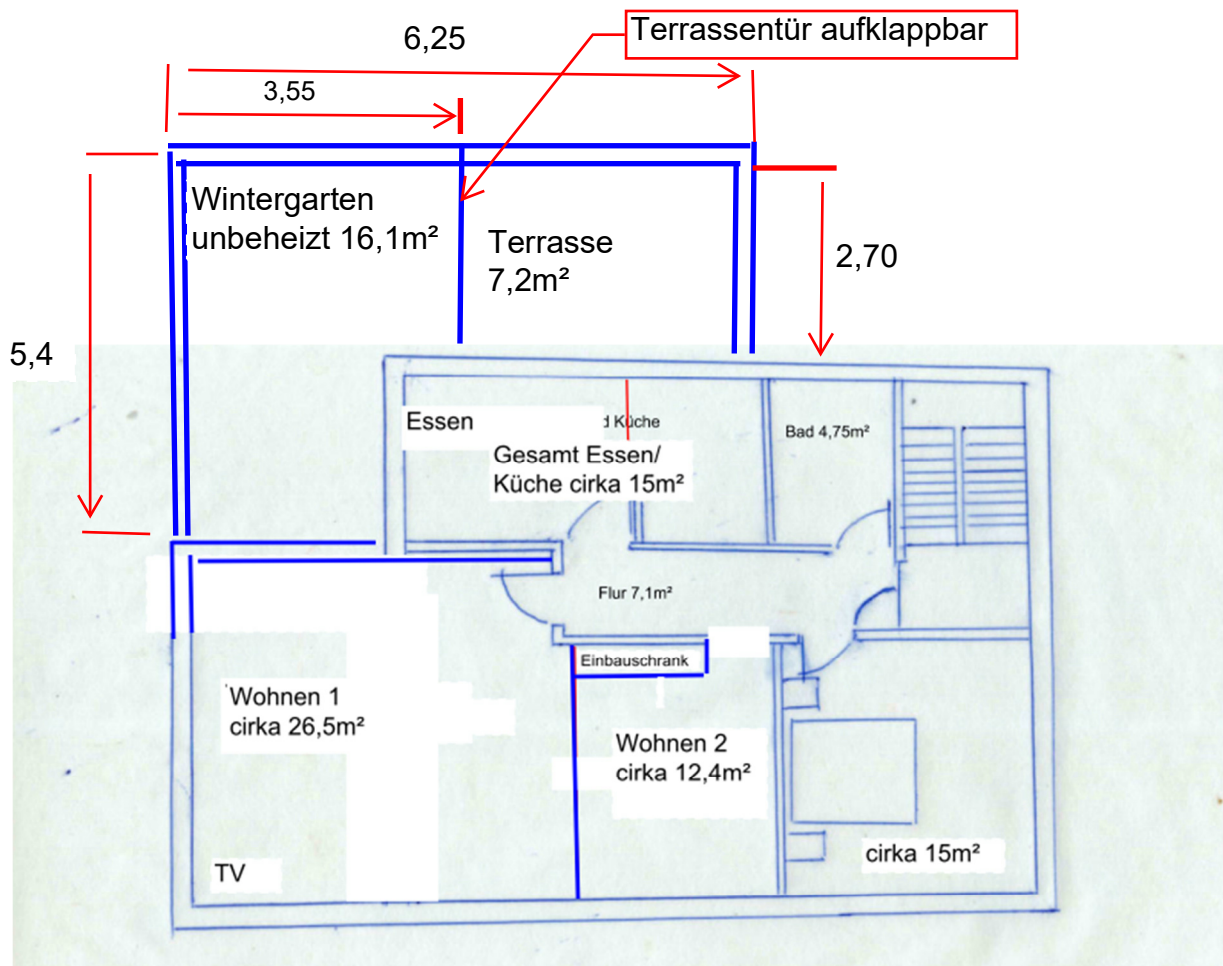 6,25
Terrassentür aufklappbar
3,55
Wintergarten
unbeheizt 16,1m²
Terrasse
7,2m²
2,70
5,4
Essen
d Küche
Gesamt Essen/
Küche cirka 15m²
Bad 4,75m²
Flur 7,1m²
Einbauschrank
Wohnen 1
cirka 26,5m²
Wohnen 2
cirka 12,4m²
cirka 15m²
TV